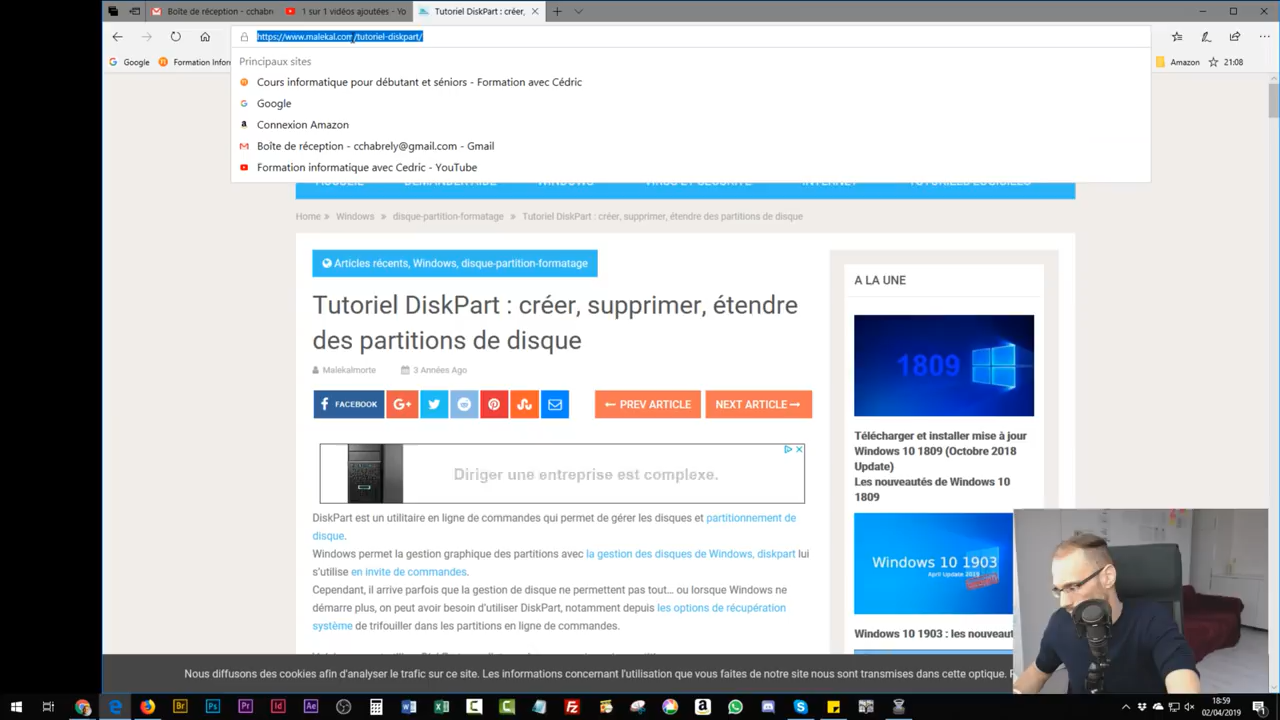 Boîte de réception - cchabn
1 sur 1 vidéos ajoutées - Yo
Tutoriel DiskPart : créer,
https://www.malekal.com/tutoriel-diskpart/
Google
Formation Infor
Amazon
21:08
Principaux sites
Cours informatique pour débutant et séniors - Formation avec Cédric
Google
Connexion Amazon
Boîte de réception - cchabrely@gmail.com - Gmail
Formation informatique avec Cedric - YouTube
Home » Windows » disque-partition-formatage » Tutoriel DiskPart : créer, supprimer, étendre des partitions de disque
Articles récents, Windows, disque-partition-formatage
Tutoriel DiskPart : créer, supprimer, étendre
des partitions de disque
Malekalmorte 3 Années Ago
FACEBOOK
G+
← PREV ARTICLE
NEXT ARTICLE →
Diriger une entreprise est complexe.
DiskPart est un utilitaire en ligne de commandes qui permet de gérer les disques et partitionnement de
disque.
Windows permet la gestion graphique des partitions avec la gestion des disques de Windows, diskpart lui
s'utilise en invite de commandes.
Cependant, il arrive parfois que la gestion de disque ne permettent pas tout… ou lorsque Windows ne
démarre plus, on peut avoir besoin d'utiliser DiskPart, notamment depuis les options de récupération
système de trifouiller dans les partitions en ligne de commandes.
A LA UNE
1809
Télécharger et installer mise à jour
Windows 10 1809 (Octobre 2018
Update)
Les nouveautés de Windows 10
1809
Windows 10 1903
April Update 2019
Windows 10 1903 : les nouveaut
Nous diffusons des cookies afin d'analyser le trafic sur ce site. Les informations concernant l'utilisation que vous faites de notre site nous sont transmises dans cette optique.
Br
Ps
Pr
Id
Ae
18:59
02/04/2019